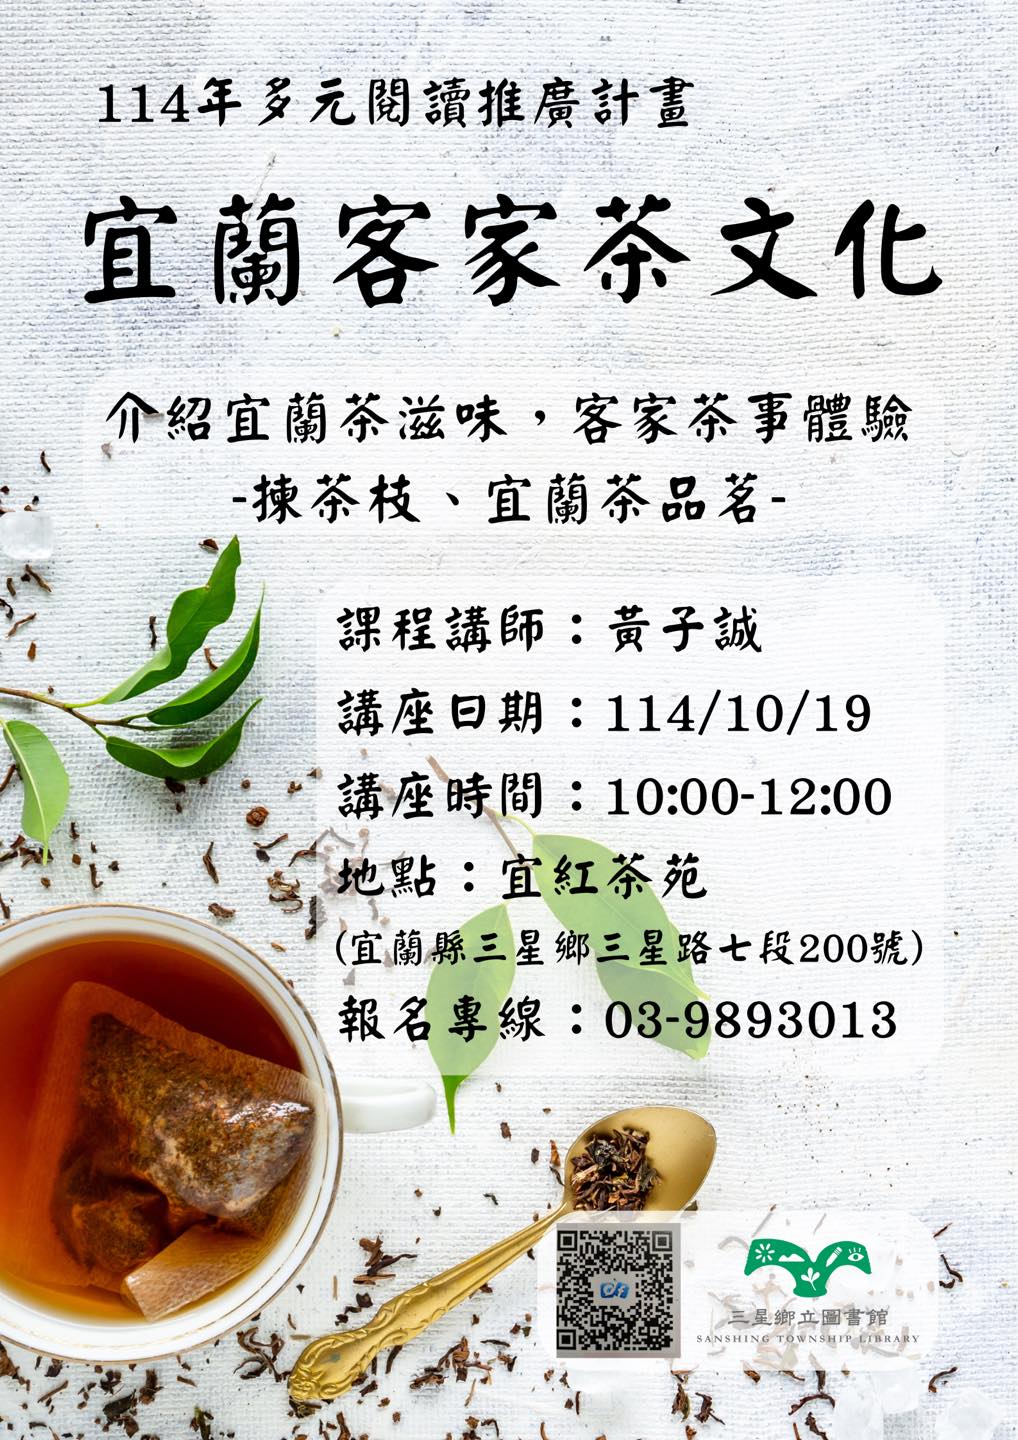 114年多元閱讀推廣計畫
宜蘭客家茶文化
介紹宜蘭茶滋味，客家茶事體驗
-揀茶枝、宜蘭茶品茗-
課程講師：黃子誠
講座日期：114/10/19
講座時間：10:00-12:00
地點：宜紅茶苑
(宜蘭縣三星鄉三星路七段200號)
報名專線：03-9893013
三星鄉立圖書館
SANSHING TOWNSHIP LIBRARY